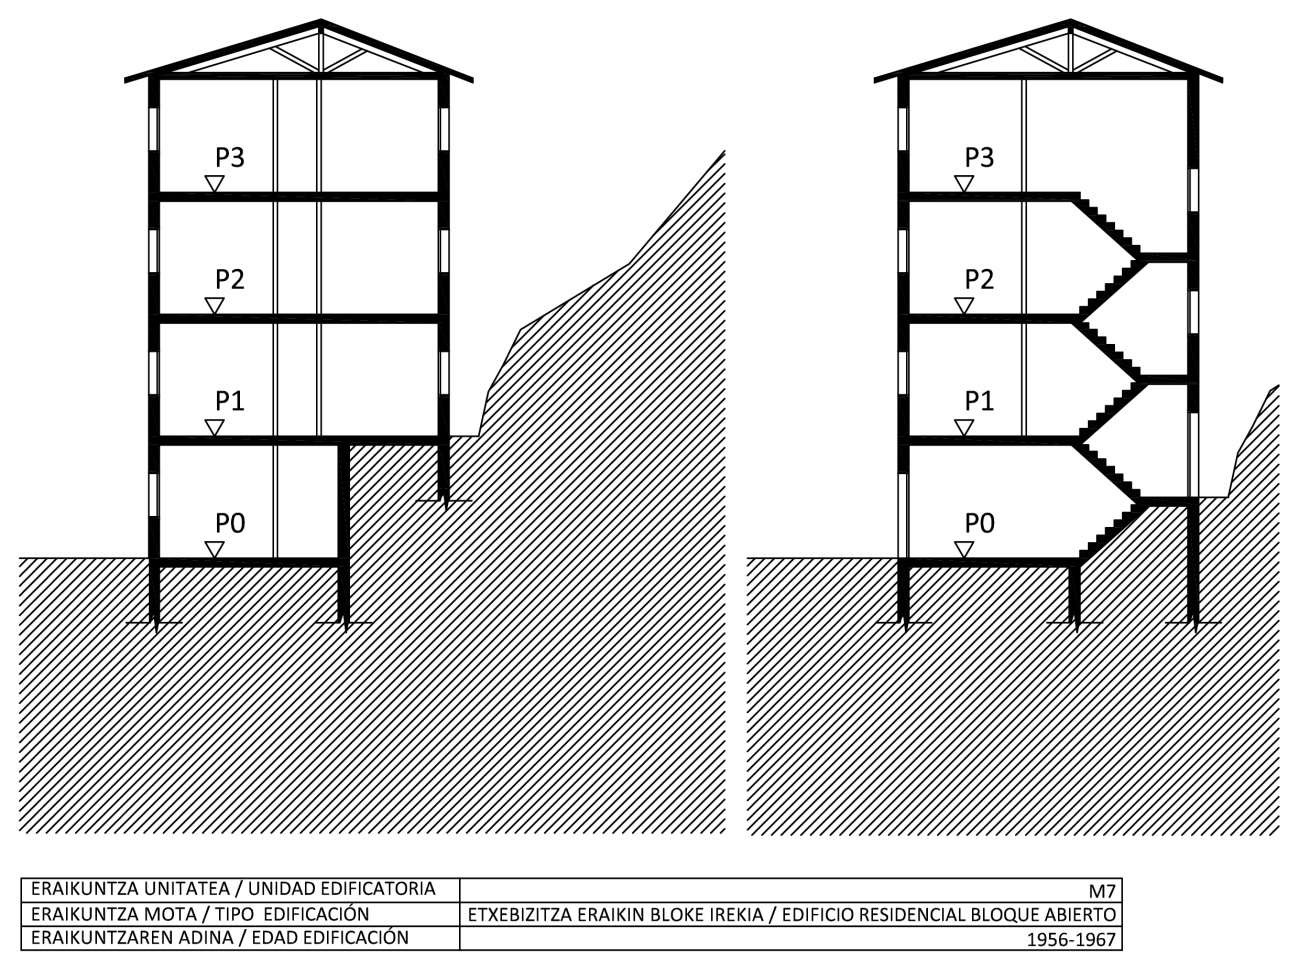 P3
P2
P1
P0
P3
P2
P1
P0
ERAIKUNTZA UNITATEA / UNIDAD EDIFICATORIA M7
ERAIKUNTZA MOTA / TIPO EDIFICACIÓN ETXEBIZITZA ERAIKIN BLOKE IREKIA / EDIFICIO RESIDENCIAL BLOQUE ABIERTO
ERAIKUNTZAREN ADINA / EDAD EDIFICACIÓN 1956-1967